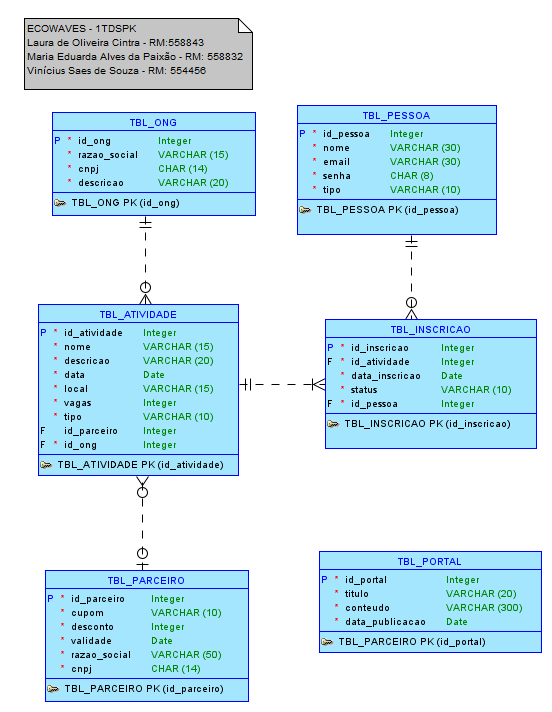 ECOWAVES - 1TDSPK
Laura de Oliveira Cintra - RM:558843
Maria Eduarda Alves da Paixão - RM: 558832
Vinícius Saes de Souza - RM: 554456
TBL_ONG
P * id_ong Integer
* razao_social VARCHAR (15)
* cnpj CHAR (14)
* descricao VARCHAR (20)
TBL_ONG PK (id_ong)
TBL_PESSOA
P * id_pessoa Integer
* nome VARCHAR (30)
* email VARCHAR (30)
* senha CHAR (8)
* tipo VARCHAR (10)
TBL_PESSOA PK (id_pessoa)
TBL_ATIVIDADE
P * id_atividade Integer
* nome VARCHAR (15)
* descricao VARCHAR (20)
* data Date
* local VARCHAR (15)
* vagas Integer
* tipo VARCHAR (10)
F id_parceiro Integer
F * id_ong Integer
TBL_ATIVIDADE PK (id_atividade)
TBL_INSCRICAO
P * id_inscricao Integer
F * id_atividade Integer
* data_inscricao Date
* status VARCHAR (10)
F * id_pessoa Integer
TBL_INSCRICAO PK (id_inscricao)
TBL_PARCEIRO
P * id_parceiro Integer
* cupom VARCHAR (10)
* desconto Integer
* validade Date
* razao_social VARCHAR (50)
* cnpj CHAR (14)
TBL_PARCEIRO PK (id_parceiro)
TBL_PORTAL
P * id_portal Integer
* titulo VARCHAR (20)
* conteudo VARCHAR (300)
* data_publicacao Date
TBL_PARCEIRO PK (id_portal)